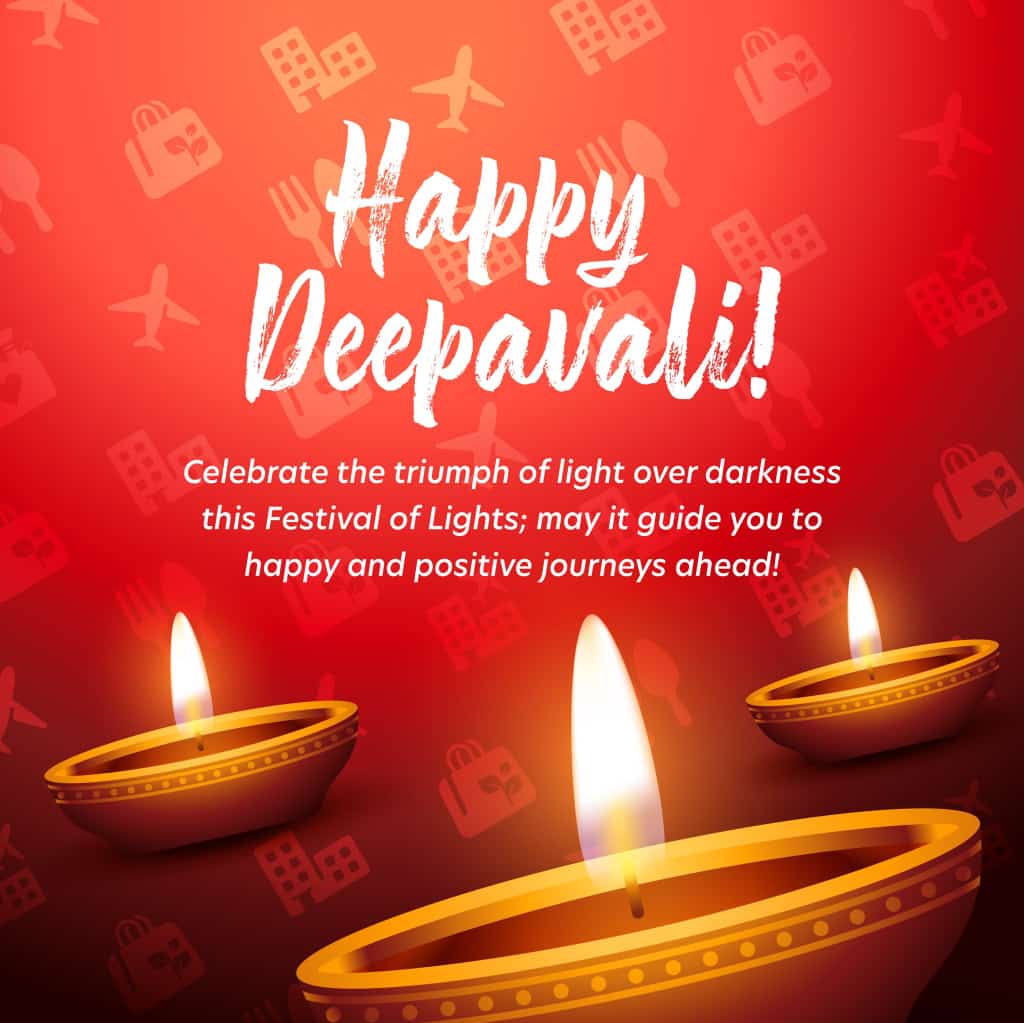 Happy
Deepavali!
Celebrate the triumph of light over darkness
this Festival of Lights; may it guide you to
happy and positive journeys ahead!